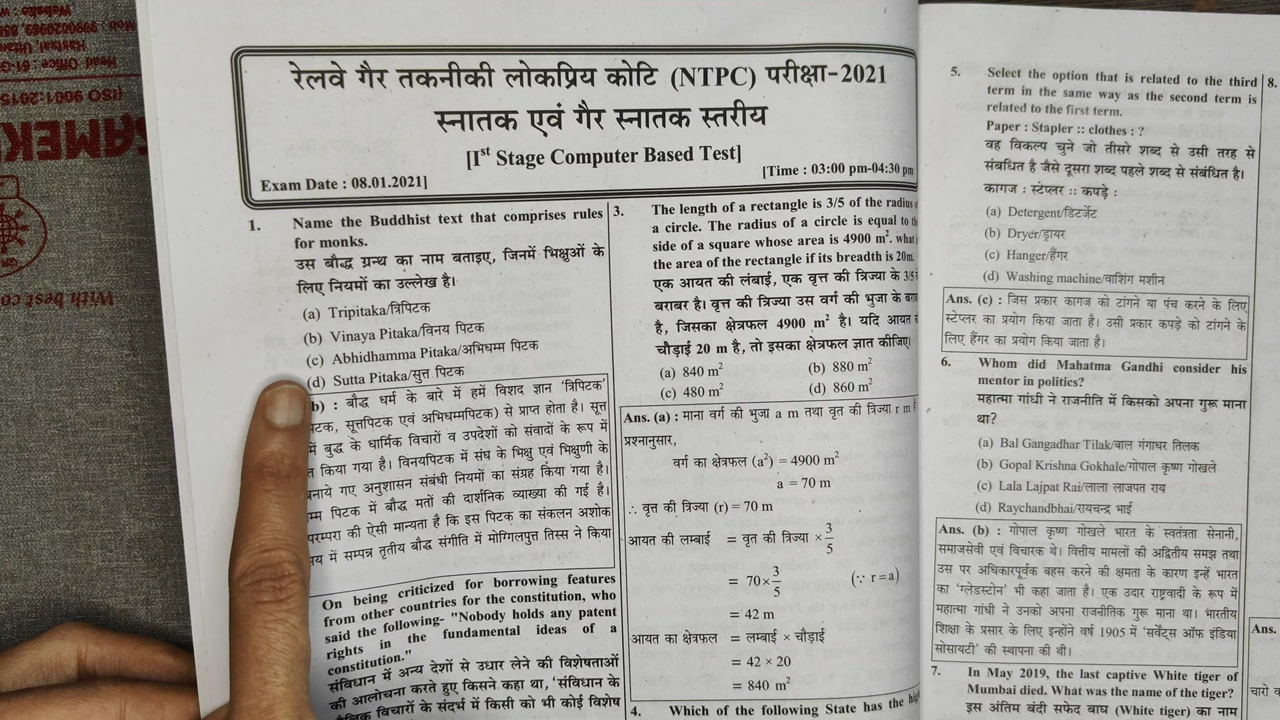 रेलवे गैर तकनीकी लोकप्रिय कोटि (NTPC) परीक्षा-2021
स्नातक एवं गैर स्नातक स्तरीय
[Ist Stage Computer Based Test]
Exam Date : 08.01.2021]
[Time : 03:00 pm-04:30 pm
1. Name the Buddhist text that comprises rules
for monks.
उस बौद्ध ग्रन्थ का नाम बताइए, जिनमें भिक्षुओं के
लिए नियमों का उल्लेख है।
(a) Tripitaka/त्रिपिटक
(b) Vinaya Pitaka/विनय पिटक
(c) Abhidhamma Pitaka/अभिधम्म पिटक
(d) Sutta Pitaka/सुत्त पिटक
b) : बौद्ध धर्म के बारे में हमें विशद ज्ञान 'त्रिपिटक'
पटक, सूत्तपिटक एवं अभिधम्मपिटक) से प्राप्त होता है। सूत्त
में बुद्ध के धार्मिक विचारों व उपदेशों को संवादों के रूप में
त किया गया है। विनयपिटक में संघ के भिक्षु एवं भिक्षुणी के
नाये गए अनुशासन संबंधी नियमों का संग्रह किया गया है।
म्म पिटक में बौद्ध मतों की दार्शनिक व्याख्या की गई है।
परम्परा की ऐसी मान्यता है कि इस पिटक का संकलन अशोक
य में सम्पन्न तृतीय बौद्ध संगीति में मोग्गिलपुत्त तिस्स ने किया
On being criticized for borrowing features
from other countries for the constitution, who
said the following- "Nobody holds any patent
rights in the fundamental ideas of a
constitution."
संविधान में अन्य देशों से उधार लेने की विशेषताओं
की आलोचना करते हुए किसने कहा था, 'संविधान के
विचारों के संदर्भ में किसी को भी कोई विशेष
3. The length of a rectangle is 3/5 of the radius
a circle. The radius of a circle is equal to
side of a square whose area is 4900 m². what
the area of the rectangle if its breadth is 20m.
एक आयत की लंबाई, एक वृत्त की त्रिज्या के 3/5
बराबर है। वृत्त की त्रिज्या उस वर्ग की भुजा के
है, जिसका क्षेत्रफल 4900 m² है। यदि आयत
चौड़ाई 20 m है, तो इसका क्षेत्रफल ज्ञात कीजिए।
(a) 840 m² (b) 880 m²
(c) 480 m² (d) 860 m²
Ans. (a) : माना वर्ग की भुजा a m तथा वृत की त्रिज्या r m
प्रश्नानुसार,
वर्ग का क्षेत्रफल (a²) = 4900 m²
a = 70 m
∴ वृत्त की त्रिज्या (r) = 70 m
आयत की लम्बाई = वृत की त्रिज्या × 3/5
= 70 × 3/5 (∵ r = a)
= 42 m
आयत का क्षेत्रफल = लम्बाई × चौड़ाई
= 42 × 20
= 840 m²
4. Which of the following State has the
5. Select the option that is related to the third
term in the same way as the second term is
related to the first term.
Paper : Stapler :: clothes : ?
वह विकल्प चुने जो तीसरे शब्द से उसी तरह से
संबधित है जैसे दूसरा शब्द पहले शब्द से संबंधित है।
कागज : स्टेप्लर :: कपड़े :
(a) Detergent/डिटर्जेंट
(b) Dryer/ड्रायर
(c) Hanger/हैंगर
(d) Washing machine/वाशिंग मशीन
Ans. (c) : जिस प्रकार कागज को टांगने या पंच करने के लिए
स्टेप्लर का प्रयोग किया जाता है। उसी प्रकार कपड़े को टांगने के
लिए हैंगर का प्रयोग किया जाता है।
6. Whom did Mahatma Gandhi consider his
mentor in politics?
महात्मा गांधी ने राजनीति में किसको अपना गुरू माना
था?
(a) Bal Gangadhar Tilak/बाल गंगाधर तिलक
(b) Gopal Krishna Gokhale/गोपाल कृष्ण गोखले
(c) Lala Lajpat Rai/लाला लाजपत राय
(d) Raychandbhai/रायचन्द्र भाई
Ans. (b) : गोपाल कृष्ण गोखले भारत के स्वतंत्रता सेनानी,
समाजसेवी एवं विचारक थे। वित्तीय मामलों की अद्वितीय समझ तथा
उस पर अधिकारपूर्वक बहस करने की क्षमता के कारण इन्हें भारत
का 'ग्लेडस्टोन' भी कहा जाता है। एक उदार राष्ट्रवादी के रूप में
महात्मा गांधी ने उनको अपना राजनीतिक गुरू माना था। भारतीय
शिक्षा के प्रसार के लिए इन्होंने वर्ष 1905 में 'सर्वेंट्स ऑफ इंडिया
सोसायटी' की स्थापना की थी।
7. In May 2019, the last captive White tiger of
Mumbai died. What was the name of the tiger?
इस अंतिम बंदी सफेद बाघ (White tiger) का नाम
8.
Ans.
चारो
Head Office
(ISO 9001:2015
With best